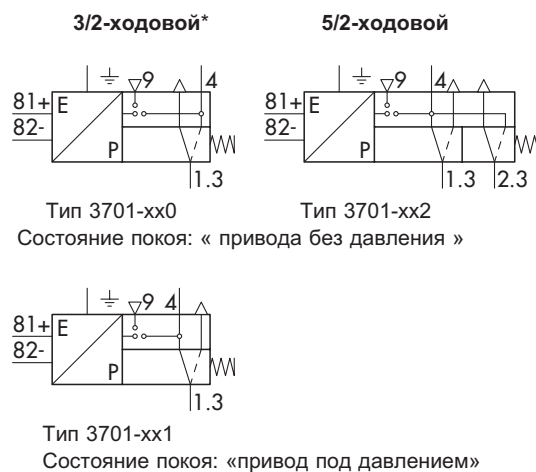 3/2-ходовой* 5/2-ходовой
9 4 9 4
81+ E 81+ E
82- 82-
P P
1.3 1.3 2.3
Тип 3701-xx0 Тип 3701-xx2
Состояние покоя: « привода без давления »
9 4
81+ E
82-
P
1.3
Тип 3701-xx1
Состояние покоя: «привод под давлением»